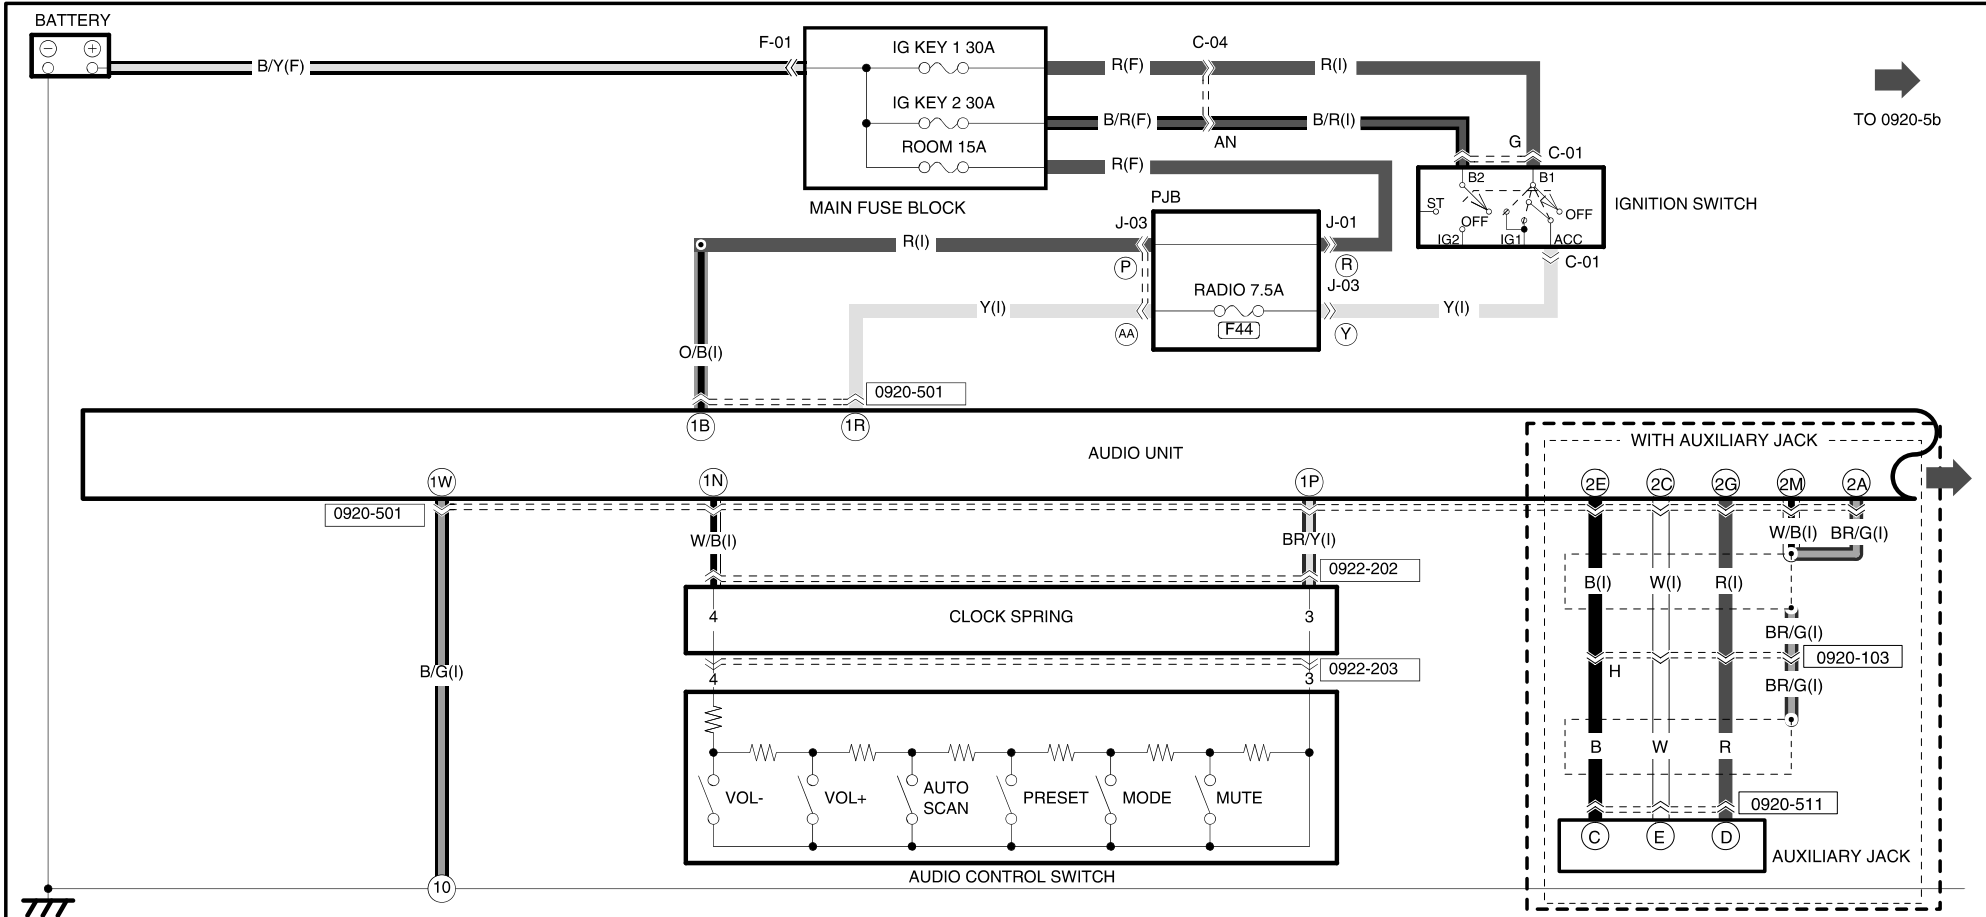 BATTERY
− +
B/Y(F)
F-01
IG KEY 1 30A
IG KEY 2 30A
ROOM 15A
MAIN FUSE BLOCK
R(F)
C-04
R(I)
B/R(F)
B/R(I)
AN
R(F)
G
C-01
B2
B1
ST
OFF
OFF
IG2
IG1
ACC
IGNITION SWITCH
C-01
TO 0920-5b
PJB
J-03
J-01
R(I)
P
R
J-03
RADIO 7.5A
F44
Y(I)
Y(I)
AA
Y
O/B(I)
0920-501
1B
1R
AUDIO UNIT
WITH AUXILIARY JACK
1W
1N
1P
2E
2C
2G
2M
2A
0920-501
W/B(I)
BR/Y(I)
W/B(I)
BR/G(I)
0922-202
B(I)
W(I)
R(I)
4
CLOCK SPRING
3
BR/G(I)
B/G(I)
0920-103
H
0922-203
4
3
BR/G(I)
B
W
R
VOL-
VOL+
AUTO
SCAN
PRESET
MODE
MUTE
0920-511
C
E
D
AUXILIARY JACK
AUDIO CONTROL SWITCH
10